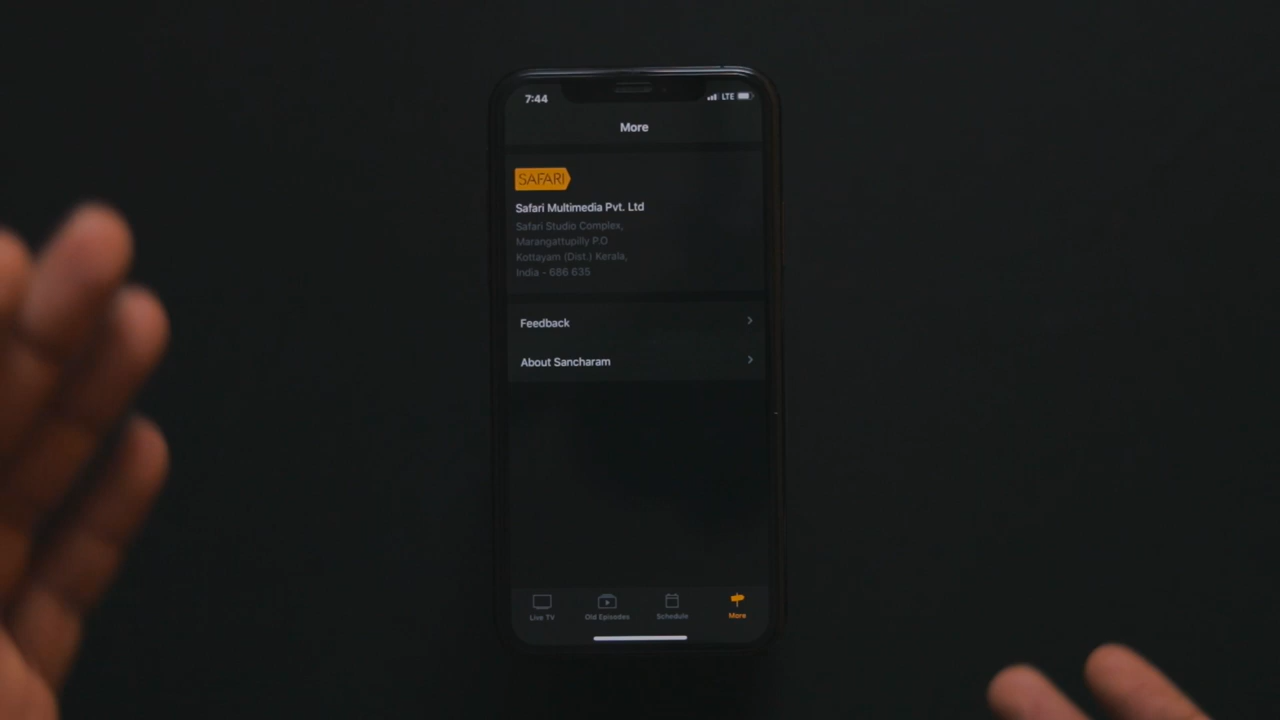 7:44 LTE
More
SAFARI
Safari Multimedia Pvt. Ltd
Safari Studio Complex,
Marangattupilly P.O
Kottayam (Dist.) Kerala,
India - 686 635
Feedback
About Sancharam
Live TV Old Episodes Schedule More